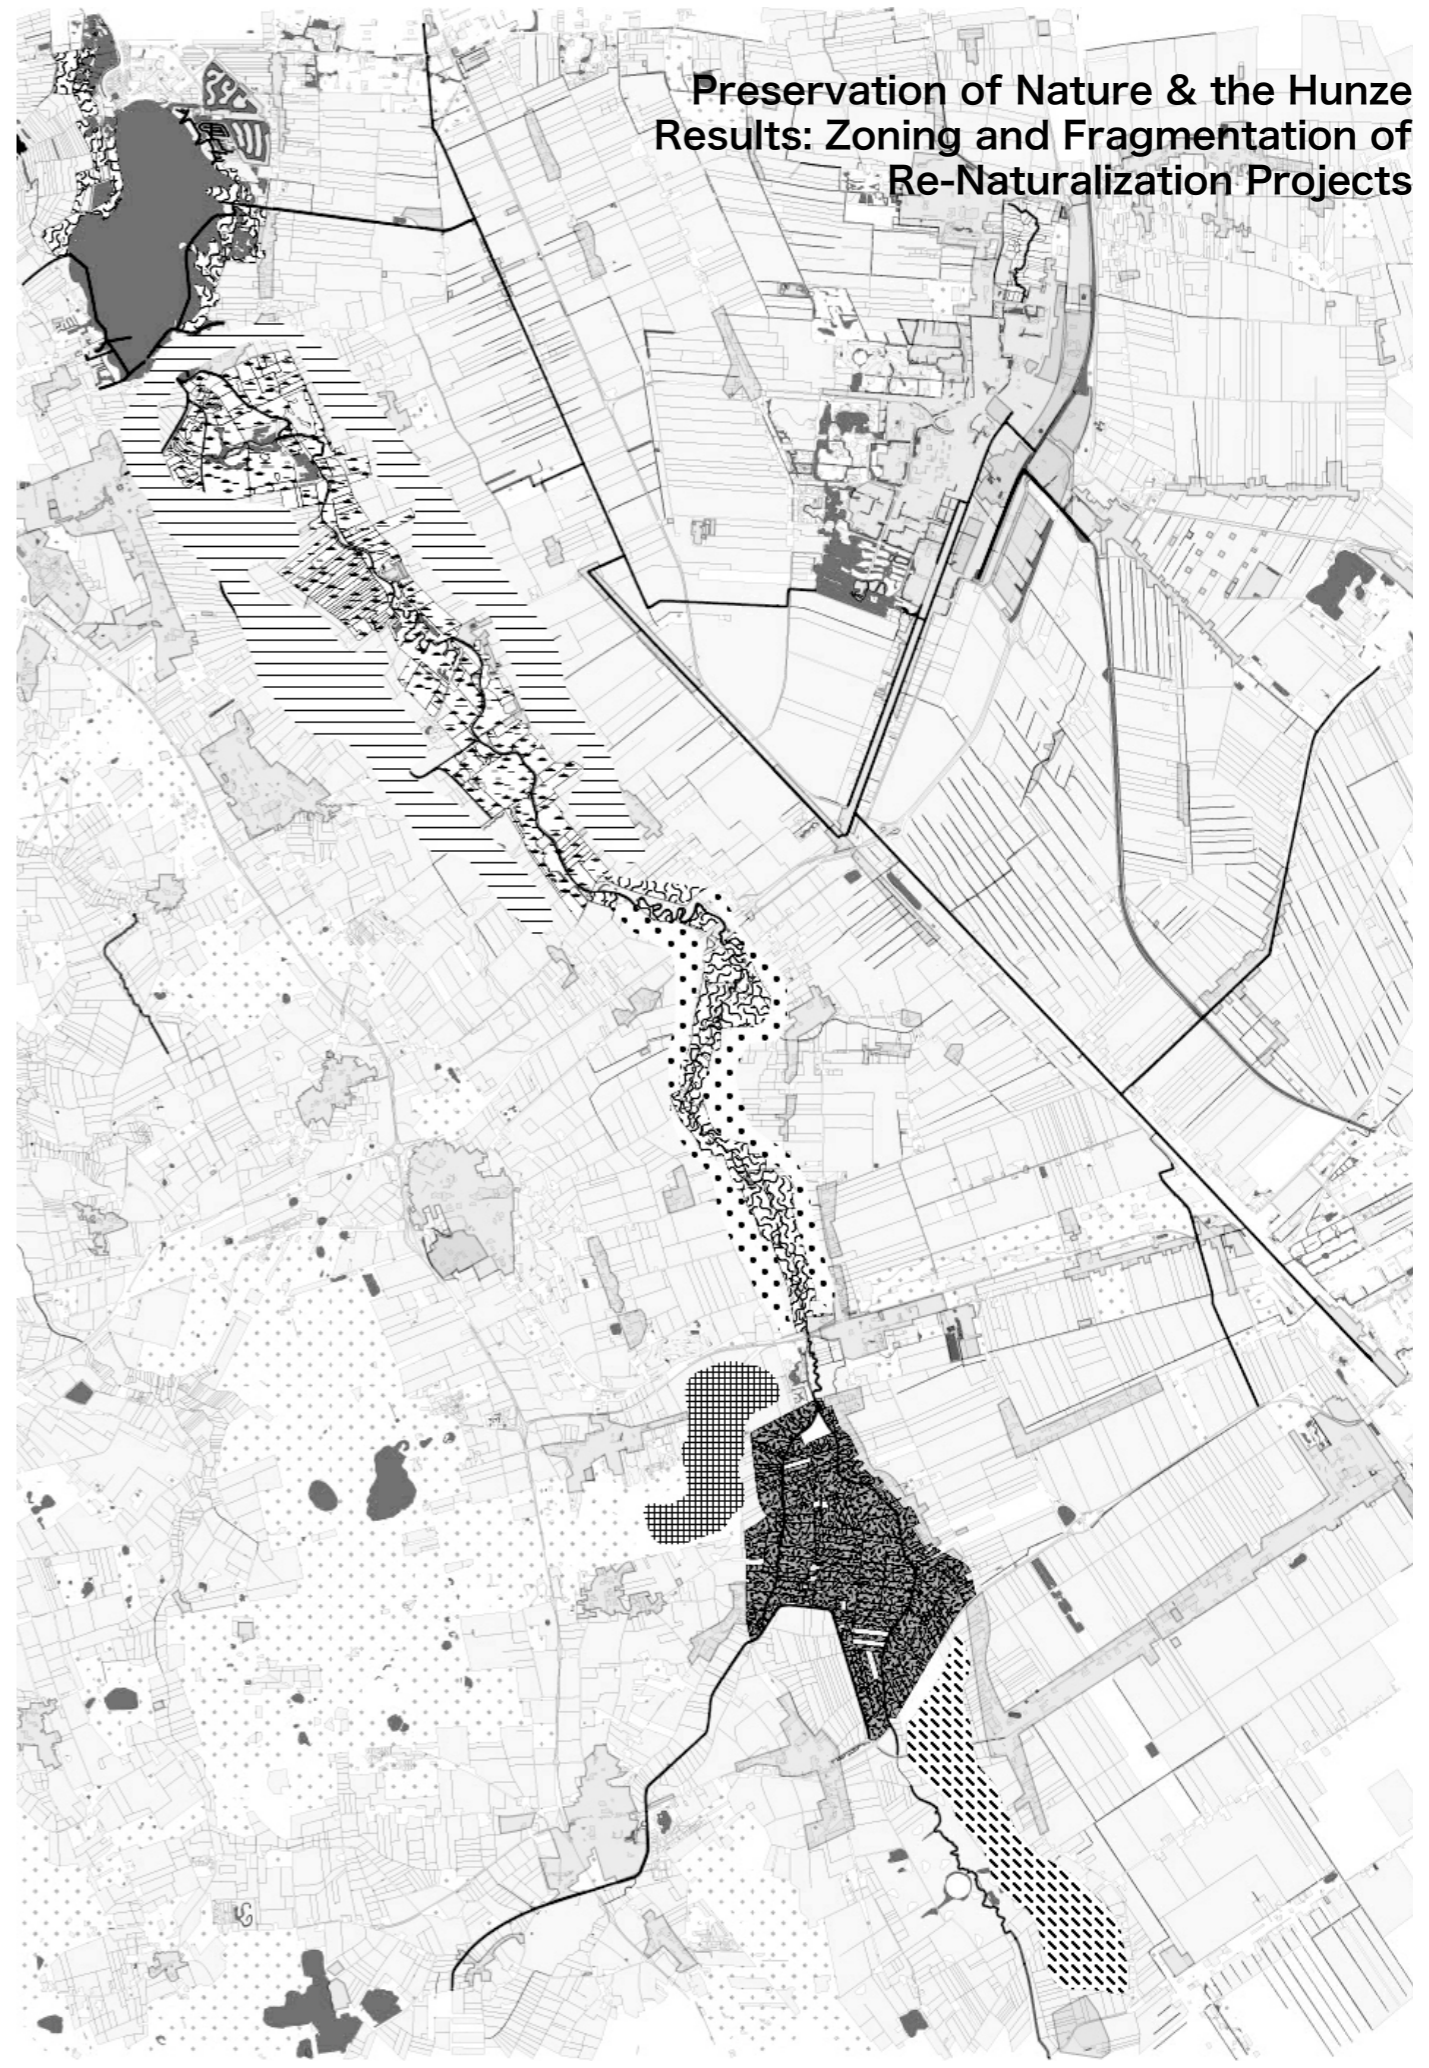 Preservation of Nature & the Hunze
Results: Zoning and Fragmentation of
Re-Naturalization Projects